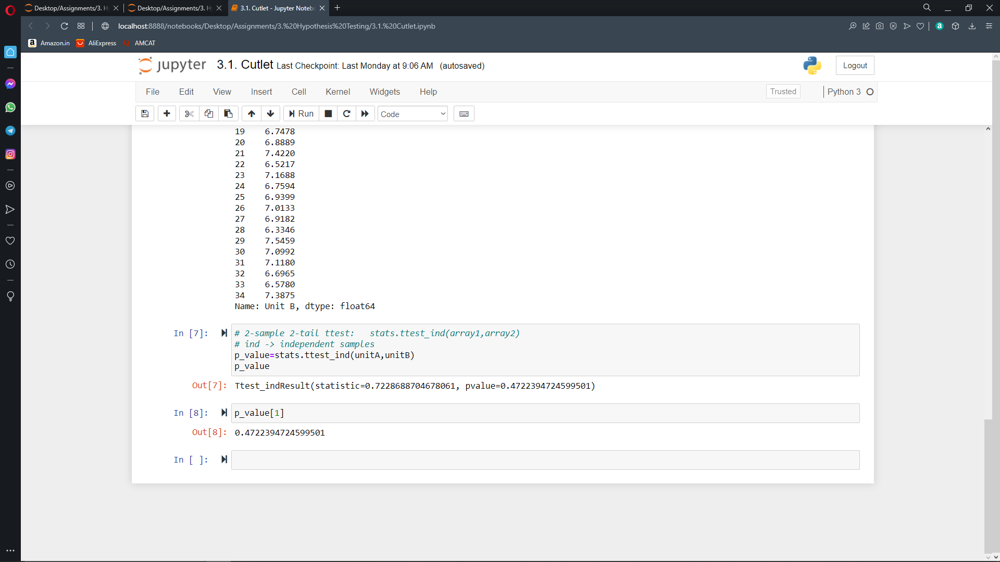 Desktop/Assignments/3. H
Desktop/Assignments/3. H
3.1. Cutlet - Jupyter Notebo
localhost:8888/notebooks/Desktop/Assignments/3.%20Hypothesis%20Testing/3.1.%20Cutlet.ipynb
a Amazon.in AliExpress AMCAT
jupyter 3.1. Cutlet Last Checkpoint: Last Monday at 9:06 AM (autosaved)
Logout
File Edit View Insert Cell Kernel Widgets Help
Trusted Python 3
Run Code
19 6.7478
20 6.8889
21 7.4220
22 6.5217
23 7.1688
24 6.7594
25 6.9399
26 7.0133
27 6.9182
28 6.3346
29 7.5459
30 7.0992
31 7.1180
32 6.6965
33 6.5780
34 7.3875
Name: Unit B, dtype: float64
In [7]: # 2-sample 2-tail ttest: stats.ttest_ind(array1,array2)
# ind -> independent samples
p_value=stats.ttest_ind(unitA,unitB)
p_value
Out[7]: Ttest_indResult(statistic=0.7228688704678061, pvalue=0.4722394724599501)
In [8]: p_value[1]
Out[8]: 0.4722394724599501
In [ ]: